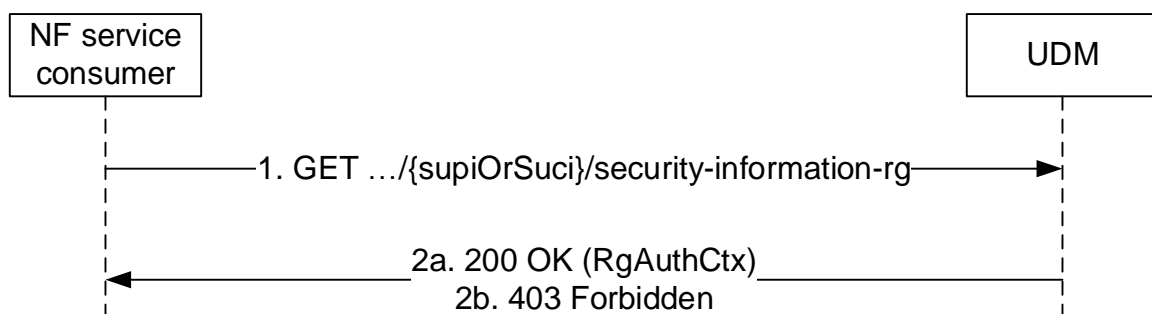 NF service
consumer
UDM
1. GET …/{supiOrSuci}/security-information-rg
2a. 200 OK (RgAuthCtx)
2b. 403 Forbidden